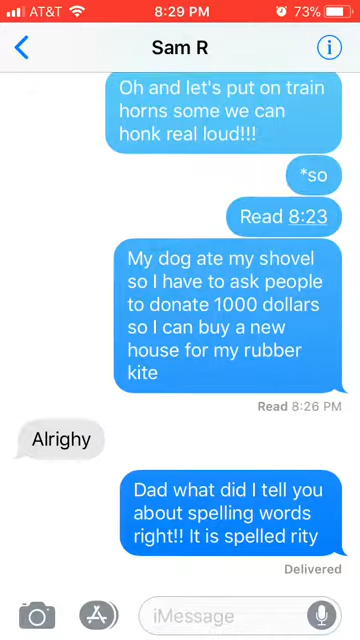 AT&T 8:29 PM 73%
Sam R
Oh and let's put on train
horns some we can
honk real loud!!!
*so
Read 8:23
My dog ate my shovel
so I have to ask people
to donate 1000 dollars
so I can buy a new
house for my rubber
kite
Read 8:26 PM
Alrighy
Dad what did I tell you
about spelling words
right!! It is spelled rity
Delivered
iMessage